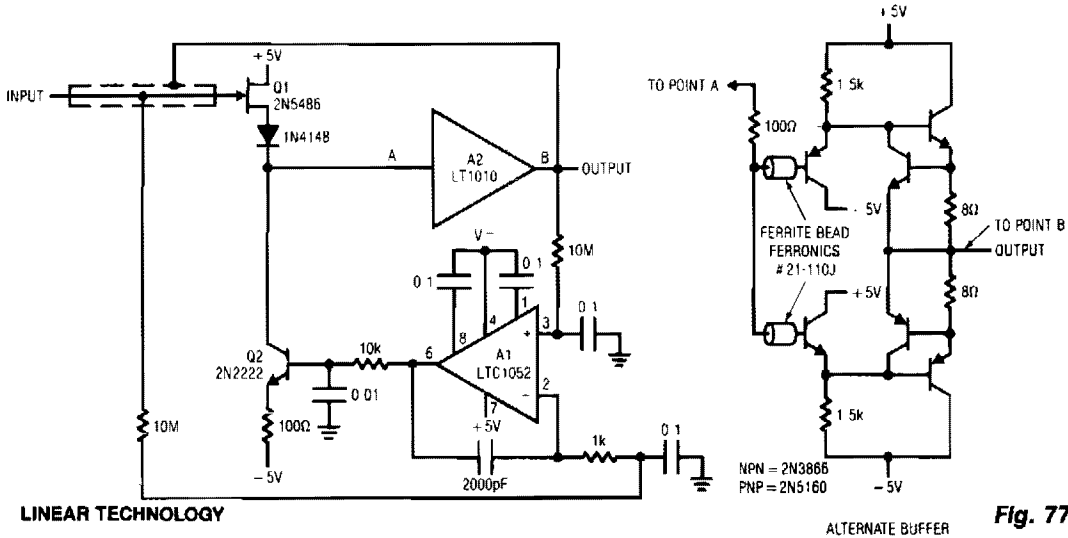 INPUT
+5V
Q1
2N5486
1N4148
A
A2
LT1010
B
OUTPUT
10M
V−
0 1
0 1
8
4
1
3
+
0 1
6
A1
LTC1052
2
−
7
+5V
10k
Q2
2N2222
0 01
100Ω
−5V
10M
2000pF
1k
0 1
LINEAR TECHNOLOGY
+5V
1 5k
TO POINT A
100Ω
- 5V
FERRITE BEAD
FERRONICS
#21-110J
+5V
8Ω
TO POINT B
OUTPUT
8Ω
1 5k
NPN = 2N3866
PNP = 2N5160
−5V
ALTERNATE BUFFER
Fig. 77